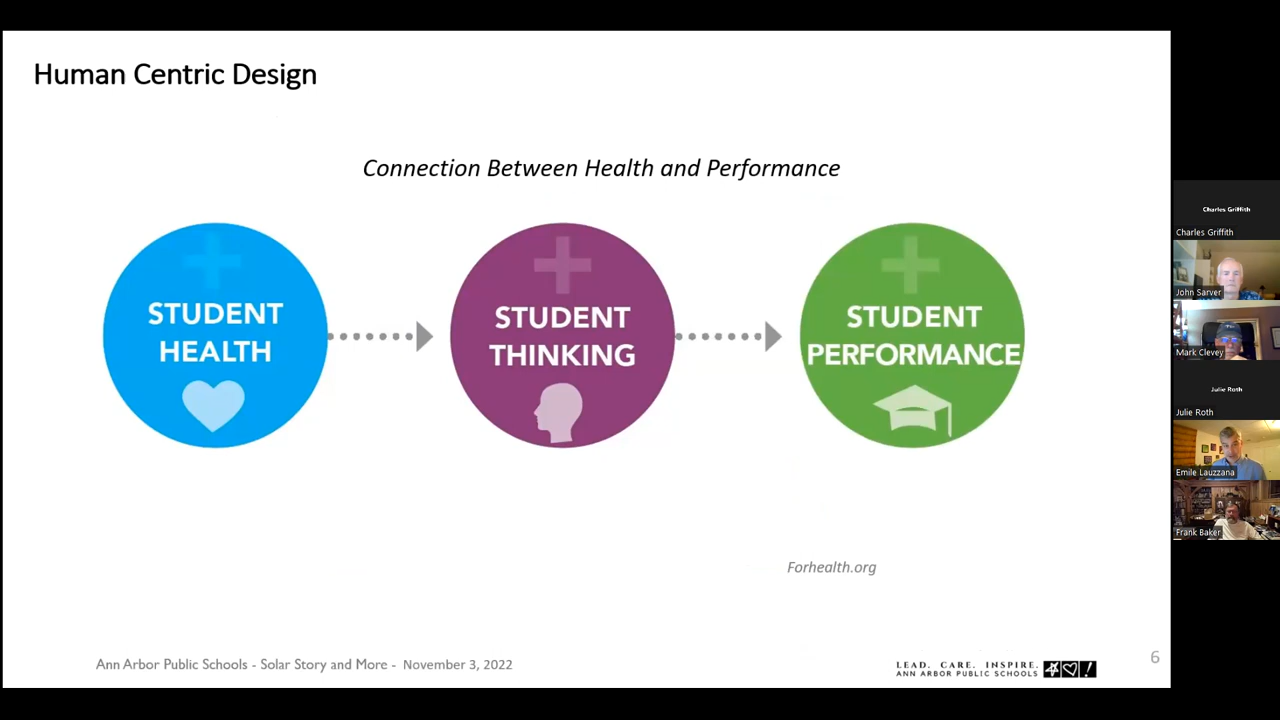 Human Centric Design
Connection Between Health and Performance
STUDENT
HEALTH
STUDENT
THINKING
STUDENT
PERFORMANCE
Forhealth.org
Ann Arbor Public Schools - Solar Story and More - November 3, 2022
LEAD. CARE. INSPIRE.
ANN ARBOR PUBLIC SCHOOLS
6
Charles Griffith
Charles Griffith
John Sarver
Mark Clevey
Julie Roth
Julie Roth
Emile Lauzzana
Frank Baker